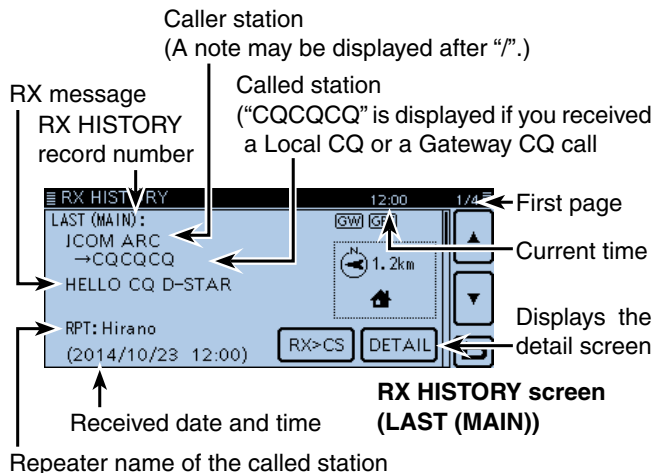 Caller station
(A note may be displayed after “/”.)
Called station
(“CQCQCQ” is displayed if you received
a Local CQ or a Gateway CQ call
RX message
RX HISTORY
record number
RX HISTORY 12:00 1/4
First page
LAST (MAIN):
GW
JCOM ARC
→CQCQCQ
Current time
N
1.2km
HELLO CQ D-STAR
Displays the
detail screen
RPT: Hirano
(2014/10/23 12:00)
RX>CS
DETAIL
RX HISTORY screen
(LAST (MAIN))
Received date and time
Repeater name of the called station